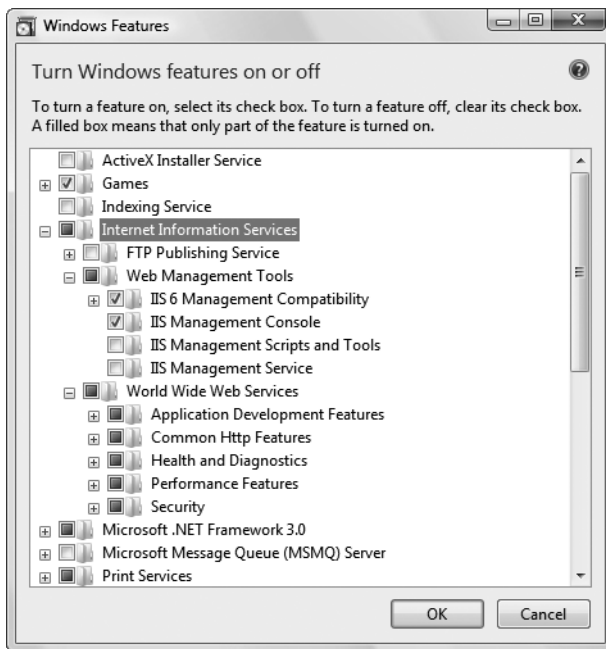 Windows Features
Turn Windows features on or off
To turn a feature on, select its check box. To turn a feature off, clear its check box.
A filled box means that only part of the feature is turned on.
ActiveX Installer Service
Games
Indexing Service
Internet Information Services
FTP Publishing Service
Web Management Tools
IIS 6 Management Compatibility
IIS Management Console
IIS Management Scripts and Tools
IIS Management Service
World Wide Web Services
Application Development Features
Common Http Features
Health and Diagnostics
Performance Features
Security
Microsoft .NET Framework 3.0
Microsoft Message Queue (MSMQ) Server
Print Services
OK
Cancel